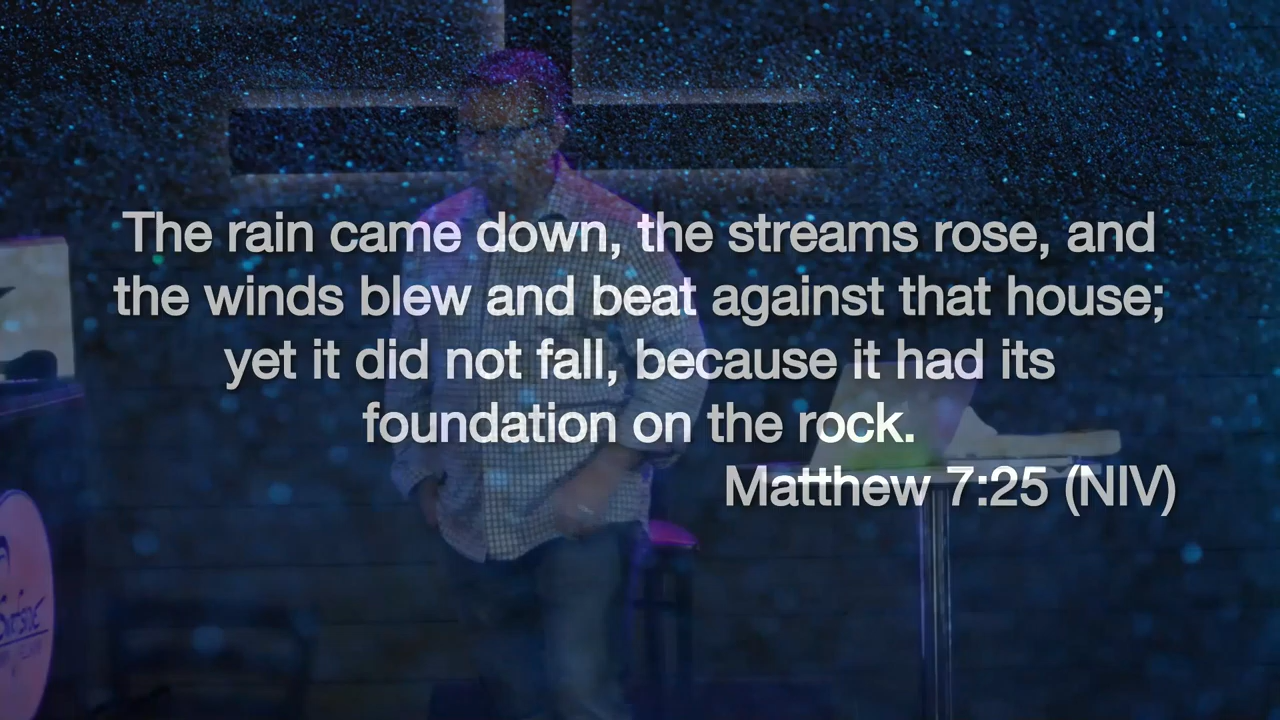 The rain came down, the streams rose, and
the winds blew and beat against that house;
yet it did not fall, because it had its
foundation on the rock.
Matthew 7:25 (NIV)